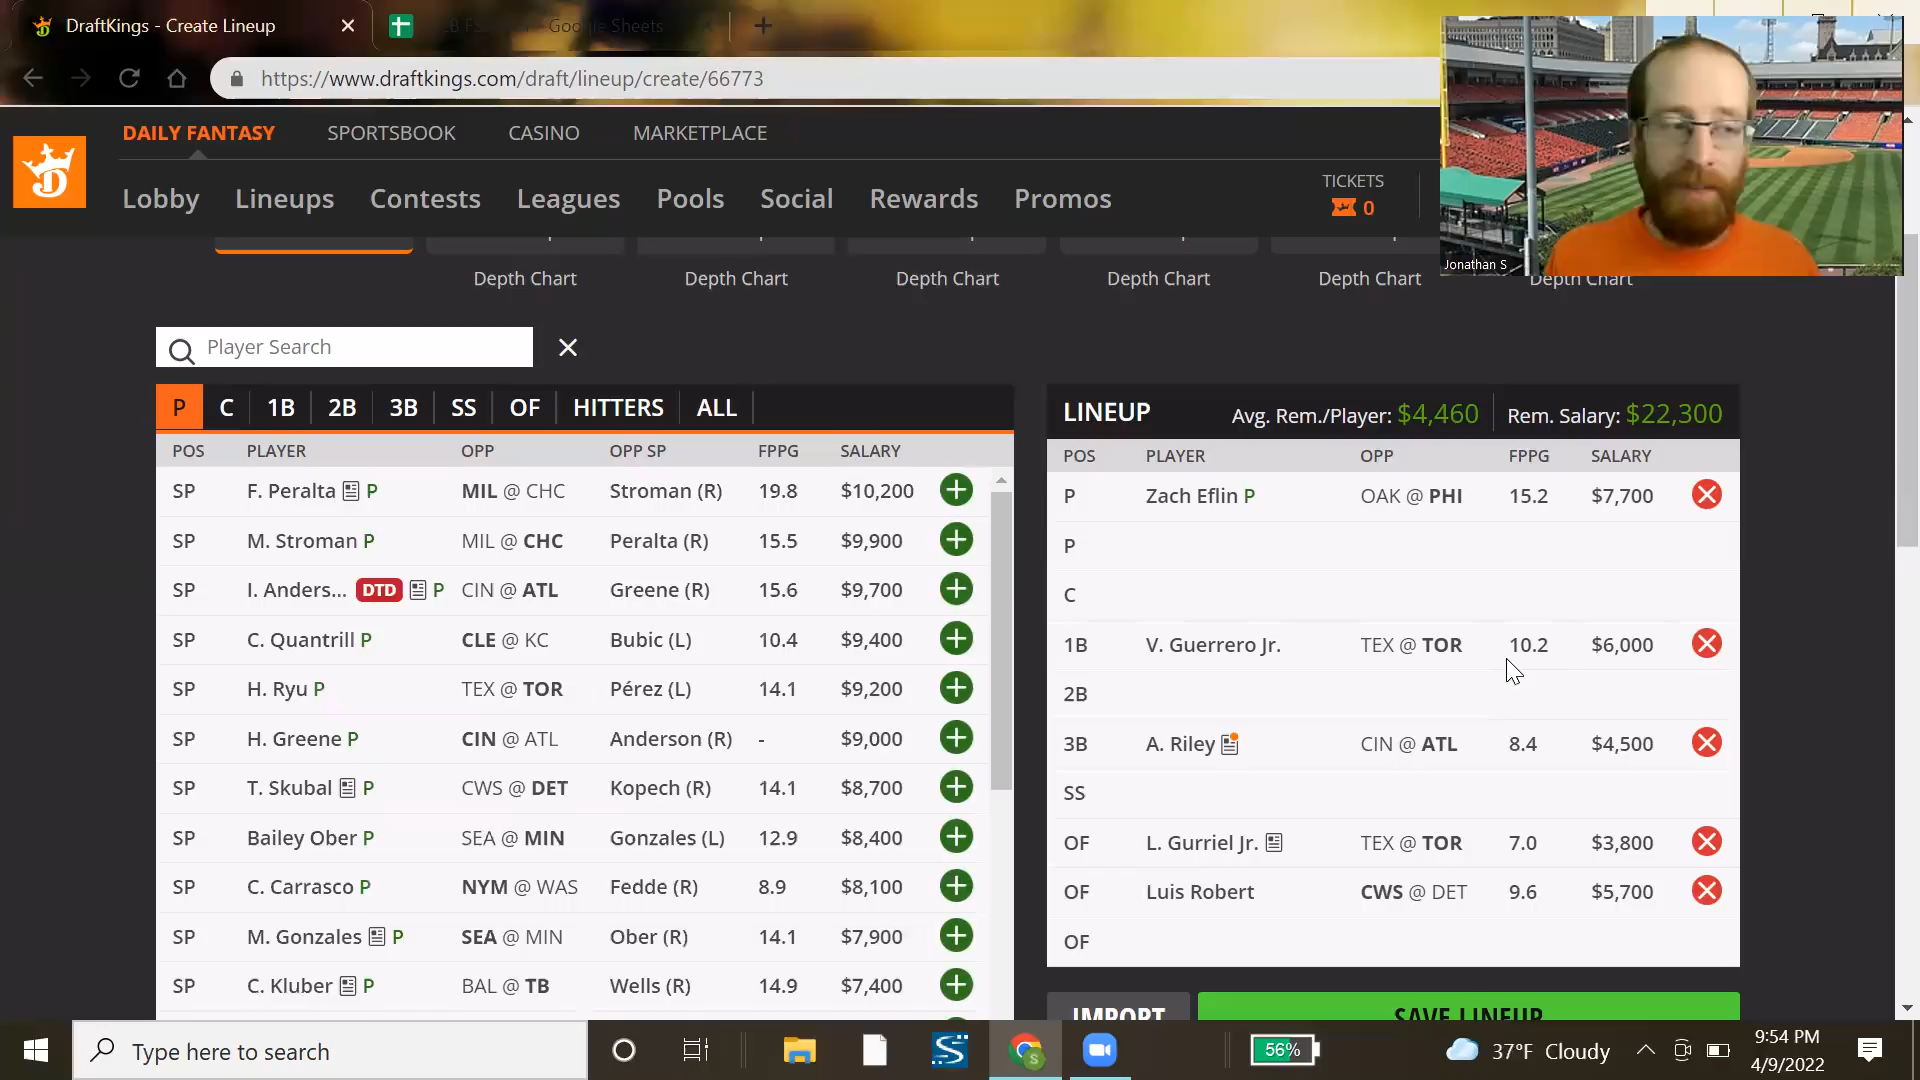 DraftKings - Create Lineup
Google Sheets
https://www.draftkings.com/draft/lineup/create/66773
DAILY FANTASY SPORTSBOOK CASINO MARKETPLACE
Lobby Lineups Contests Leagues Pools Social Rewards Promos
TICKETS
0
Jonathan S
Depth Chart Depth Chart Depth Chart Depth Chart Depth Chart Depth Chart
Player Search
P C 1B 2B 3B SS OF HITTERS ALL
POS PLAYER OPP OPP SP FPPG SALARY
SP F. Peralta P MIL @ CHC Stroman (R) 19.8 $10,200
SP M. Stroman P MIL @ CHC Peralta (R) 15.5 $9,900
SP I. Anders... DTD P CIN @ ATL Greene (R) 15.6 $9,700
SP C. Quantrill P CLE @ KC Bubic (L) 10.4 $9,400
SP H. Ryu P TEX @ TOR Pérez (L) 14.1 $9,200
SP H. Greene P CIN @ ATL Anderson (R) - $9,000
SP T. Skubal P CWS @ DET Kopech (R) 14.1 $8,700
SP Bailey Ober P SEA @ MIN Gonzales (L) 12.9 $8,400
SP C. Carrasco P NYM @ WAS Fedde (R) 8.9 $8,100
SP M. Gonzales P SEA @ MIN Ober (R) 14.1 $7,900
SP C. Kluber P BAL @ TB Wells (R) 14.9 $7,400
LINEUP Avg. Rem./Player: $4,460 Rem. Salary: $22,300
POS PLAYER OPP FPPG SALARY
P Zach Eflin P OAK @ PHI 15.2 $7,700
P
C
1B V. Guerrero Jr. TEX @ TOR 10.2 $6,000
2B
3B A. Riley CIN @ ATL 8.4 $4,500
SS
OF L. Gurriel Jr. TEX @ TOR 7.0 $3,800
OF Luis Robert CWS @ DET 9.6 $5,700
OF
IMPORT SAVE LINEUP
Type here to search
56%
37°F Cloudy
9:54 PM
4/9/2022